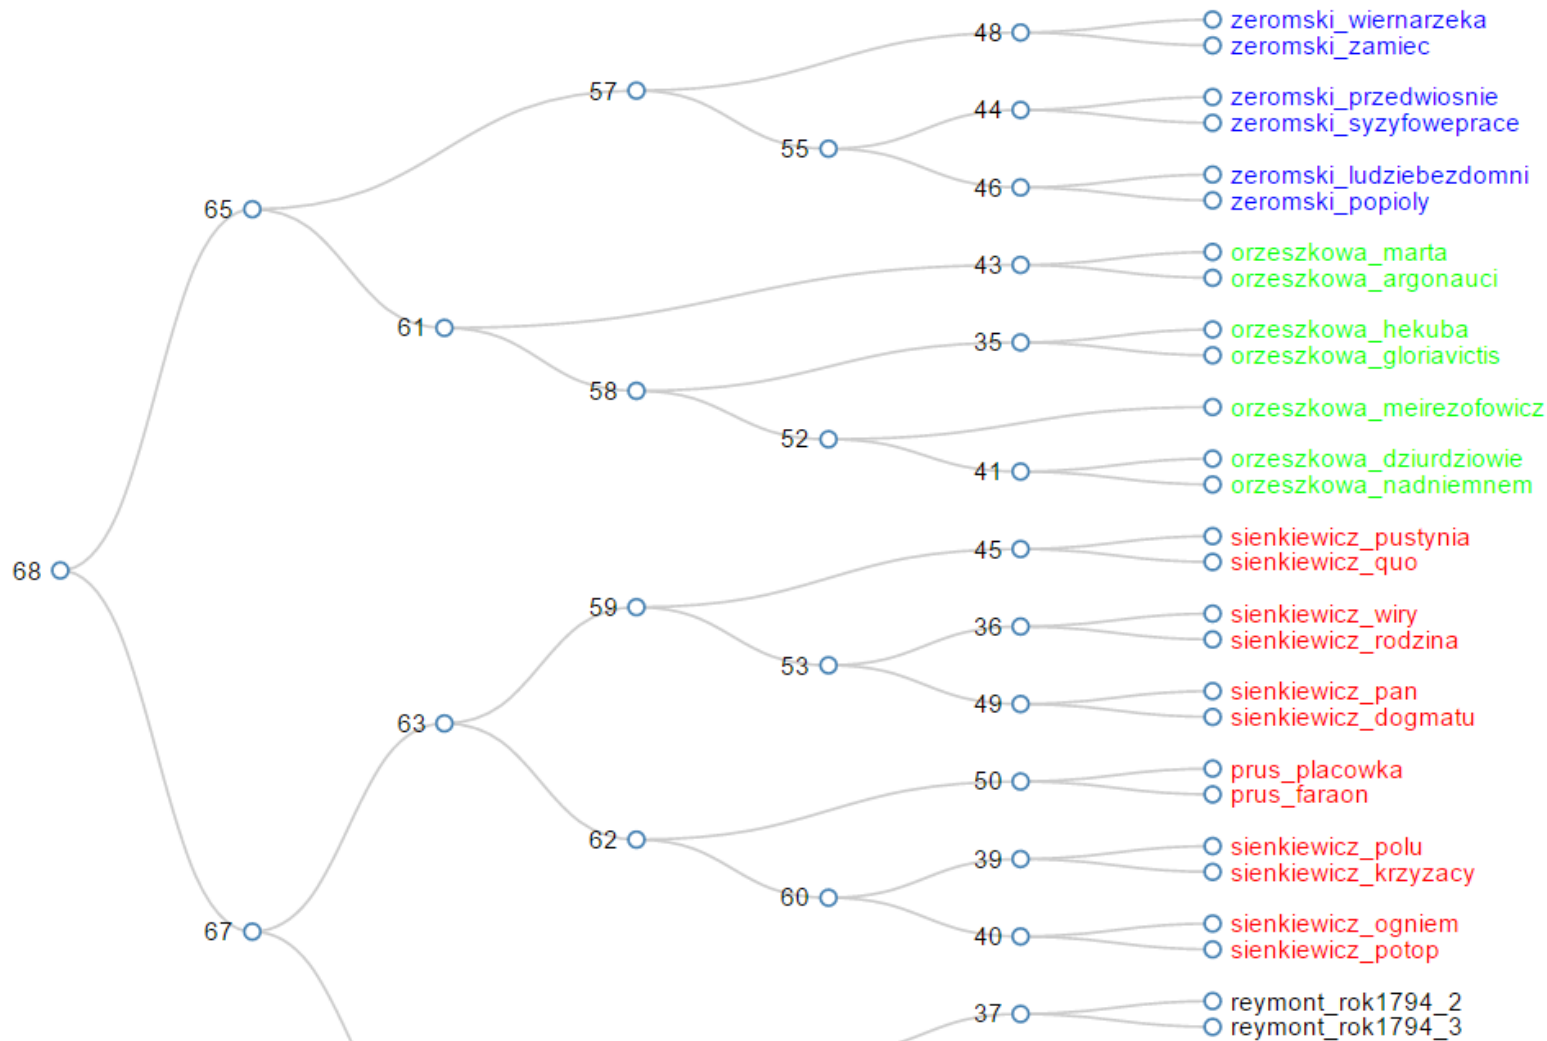 48
zeromski_wiernarzeka
zeromski_zamiec
57
44
zeromski_przedwiosnie
zeromski_syzyfoweprace
55
46
zeromski_ludziebezdomni
zeromski_popioly
65
43
orzeszkowa_marta
orzeszkowa_argonauci
61
35
orzeszkowa_hekuba
orzeszkowa_gloriavictis
58
orzeszkowa_meirezofowicz
52
41
orzeszkowa_dziurdziowie
orzeszkowa_nadniemnem
68
45
sienkiewicz_pustynia
sienkiewicz_quo
59
36
sienkiewicz_wiry
sienkiewicz_rodzina
53
49
sienkiewicz_pan
sienkiewicz_dogmatu
63
50
prus_placowka
prus_faraon
62
39
sienkiewicz_polu
sienkiewicz_krzyzacy
60
40
sienkiewicz_ogniem
sienkiewicz_potop
67
37
reymont_rok1794_2
reymont_rok1794_3